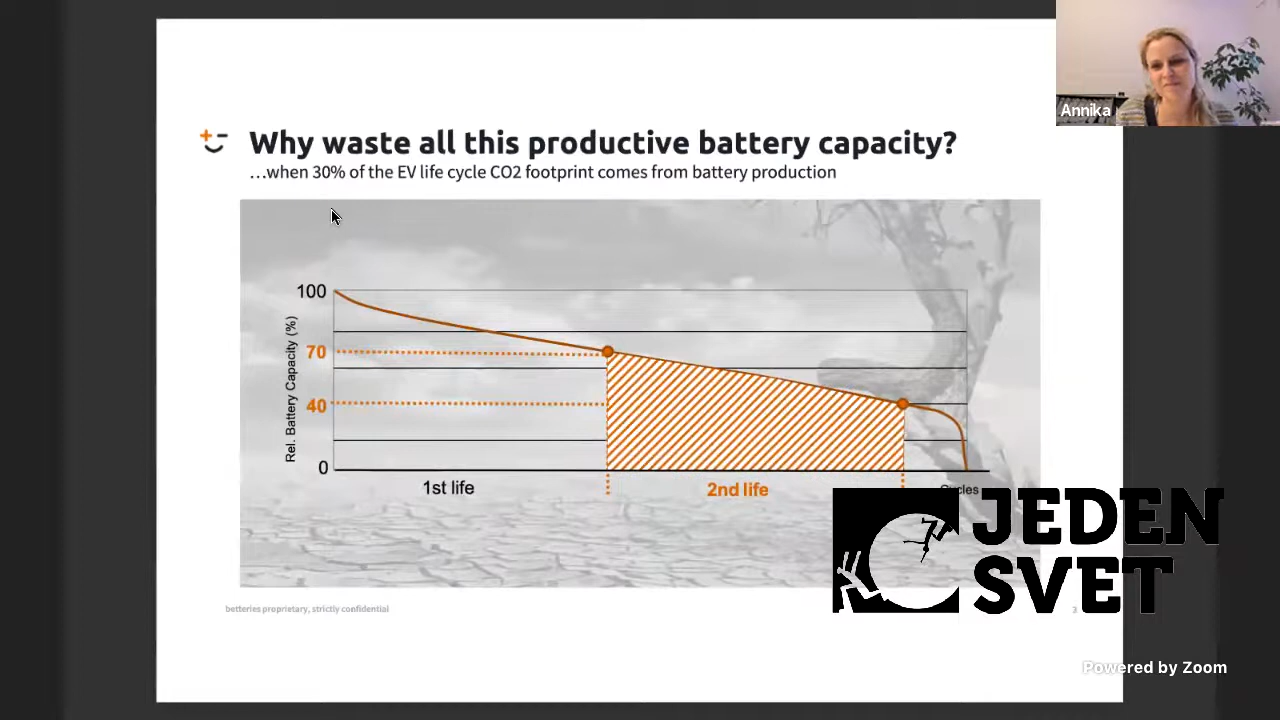 Annika
Why waste all this productive battery capacity?
...when 30% of the EV life cycle CO2 footprint comes from battery production
Rel. Battery Capacity (%)
100
70
40
0
1st life
2nd life
Cycles
JEDEN
SVET
betteries proprietary, strictly confidential
3
Powered by Zoom